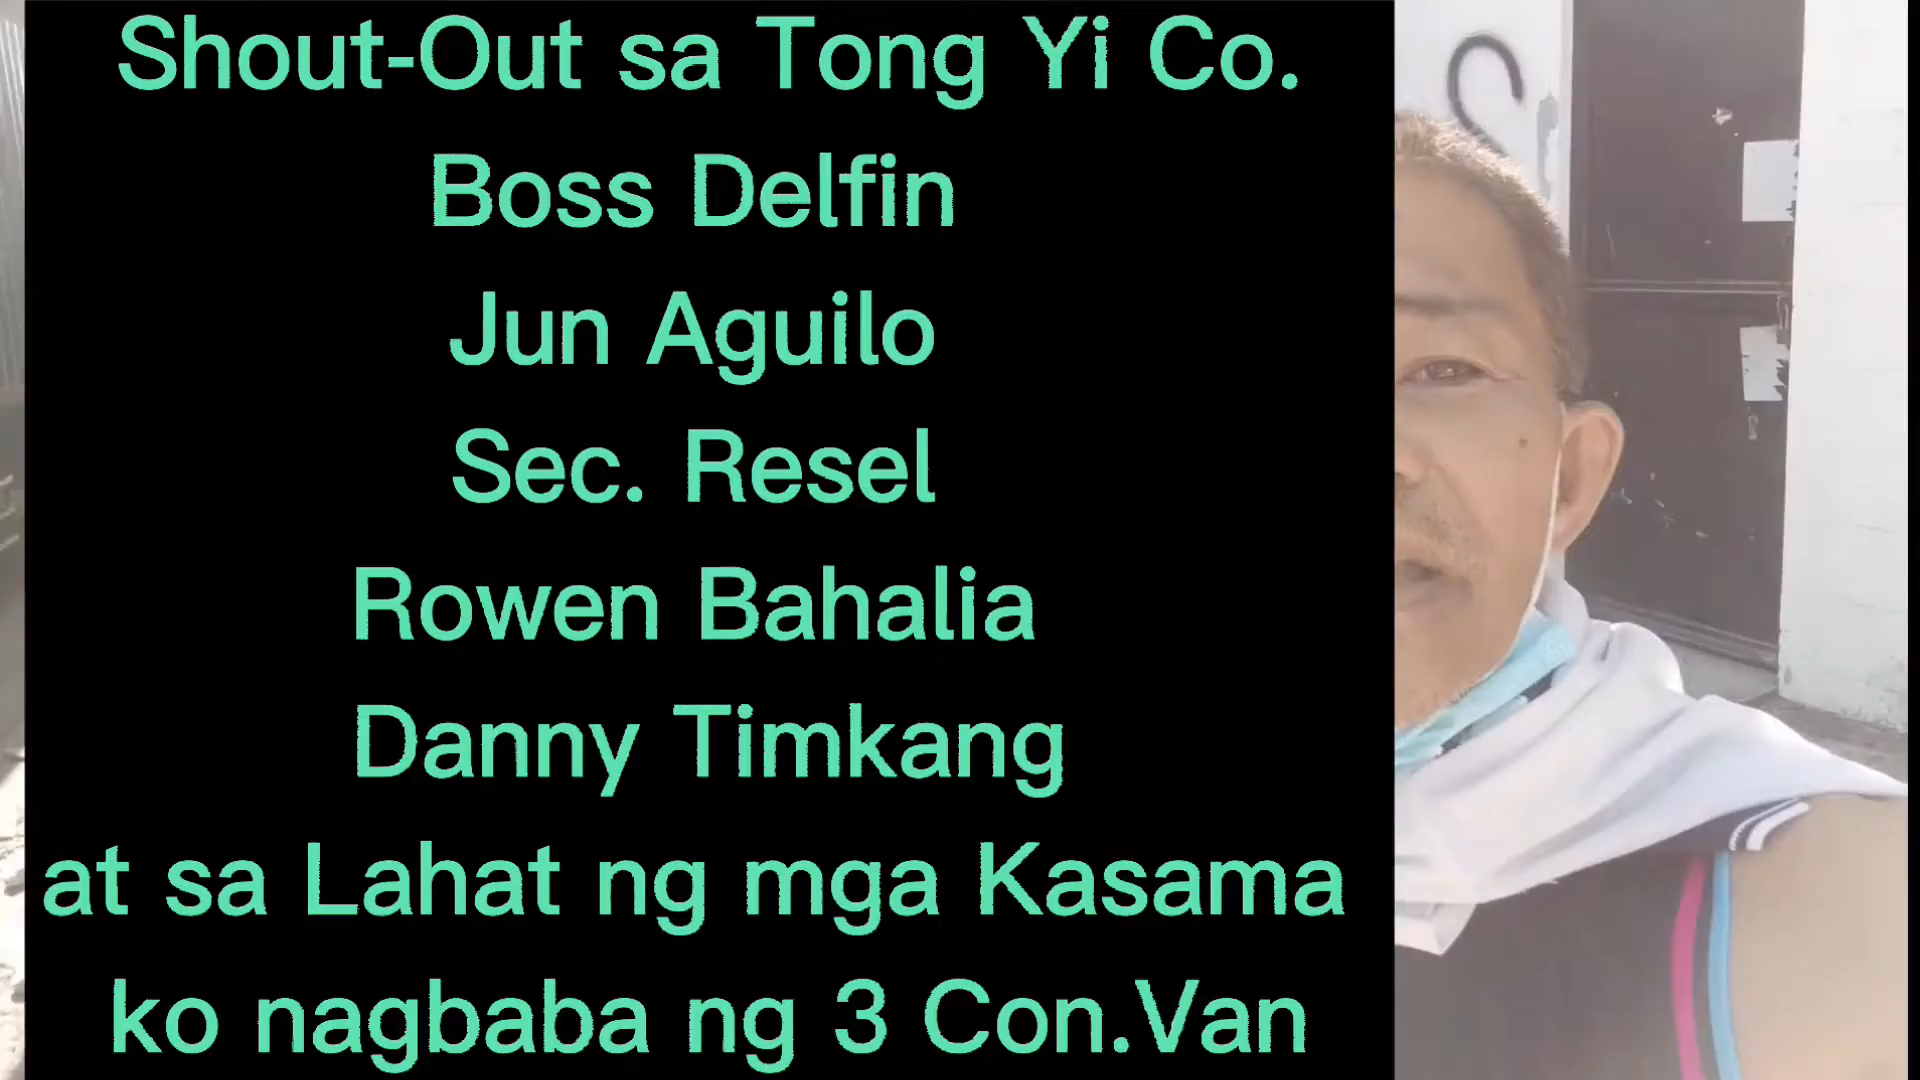 Shout-Out sa Tong Yi Co.
Boss Delfin
Jun Aguilo
Sec. Resel
Rowen Bahalia
Danny Timkang
at sa Lahat ng mga Kasama
ko nagbaba ng 3 Con.Van